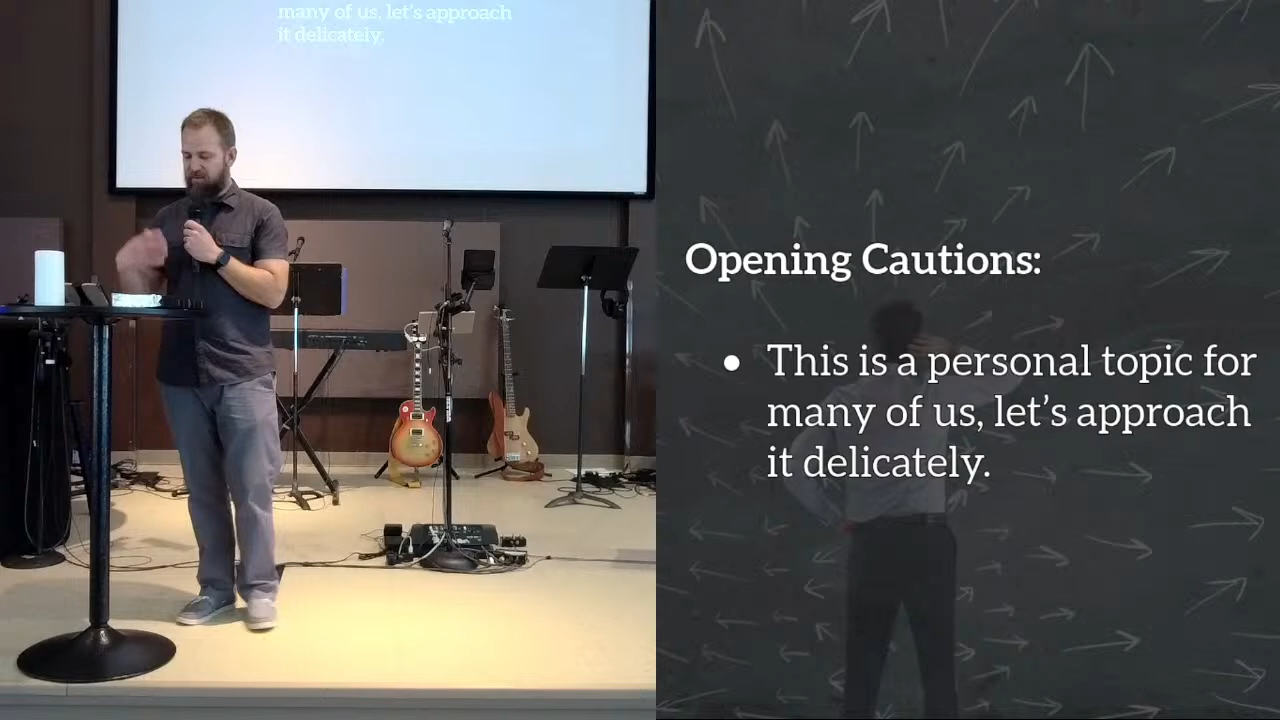 many of us, let's approach
it delicately.
Opening Cautions:
• This is a personal topic for
many of us, let's approach
it delicately.